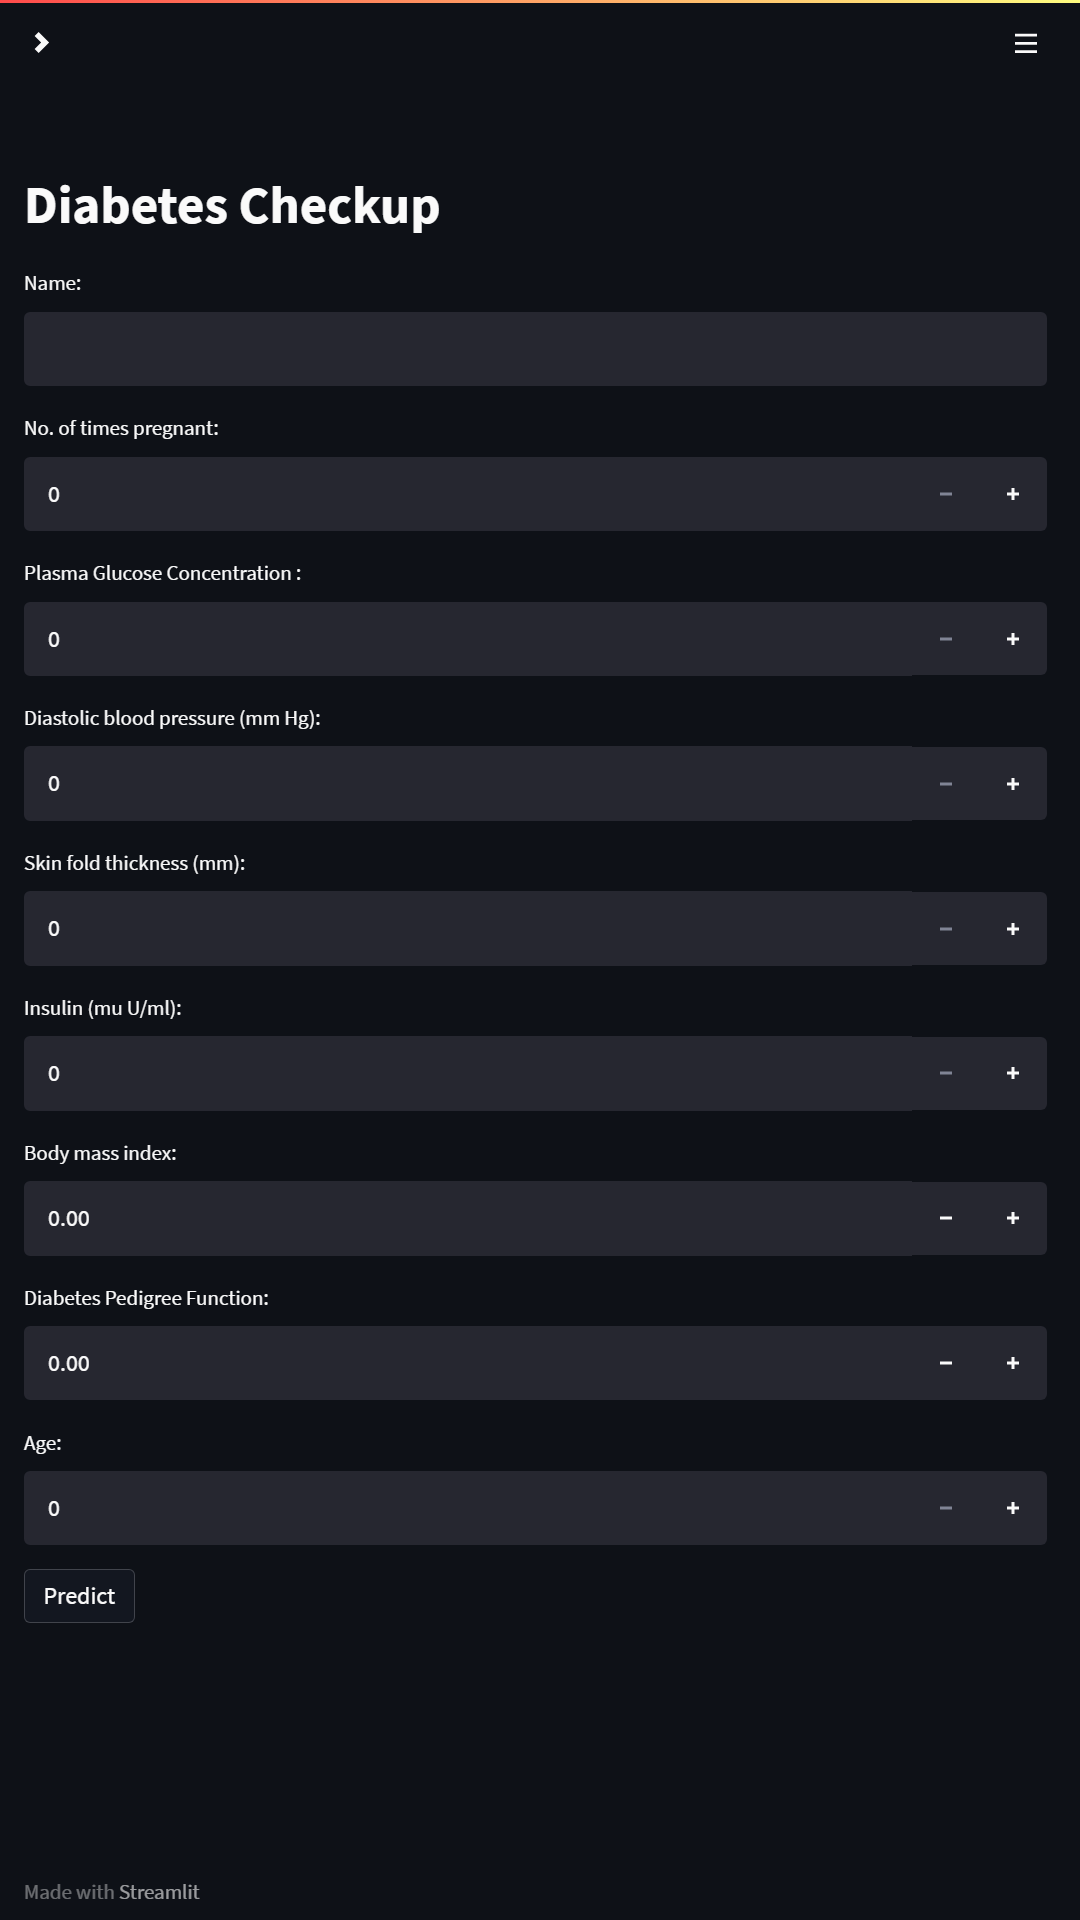 Diabetes Checkup
Name:
No. of times pregnant:
0
Plasma Glucose Concentration :
0
Diastolic blood pressure (mm Hg):
0
Skin fold thickness (mm):
0
Insulin (mu U/ml):
0
Body mass index:
0.00
Diabetes Pedigree Function:
0.00
Age:
0
Predict
Made with Streamlit